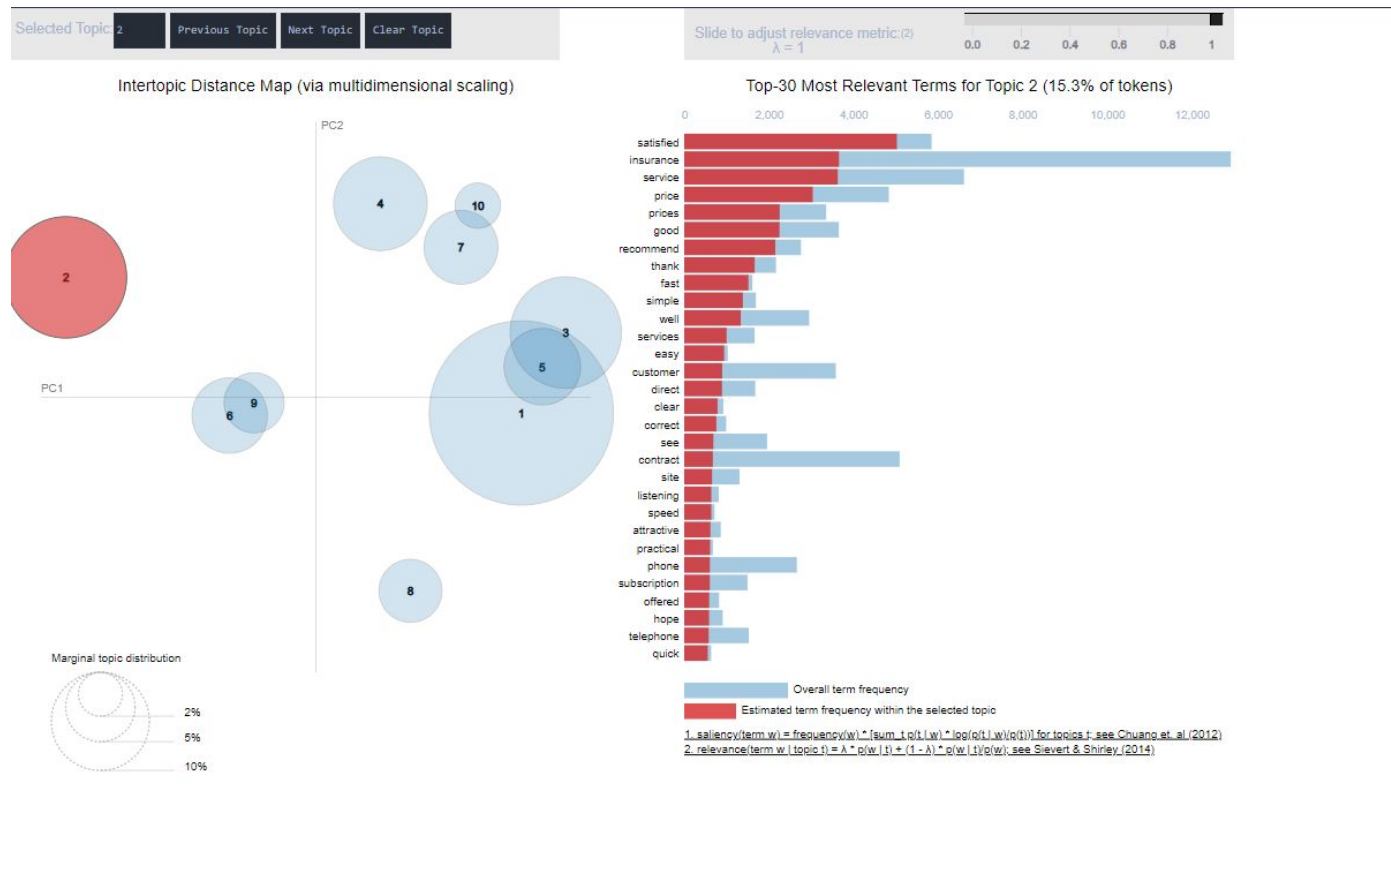 Selected Topic: 2 Previous Topic Next Topic Clear Topic
Slide to adjust relevance metric:(2)
λ = 1
0.0 0.2 0.4 0.6 0.8 1
Intertopic Distance Map (via multidimensional scaling)
PC2
PC1
4
10
7
2
3
5
1
9
6
8
Marginal topic distribution
2%
5%
10%
Top-30 Most Relevant Terms for Topic 2 (15.3% of tokens)
0 2,000 4,000 6,000 8,000 10,000 12,000
satisfied
insurance
service
price
prices
good
recommend
thank
fast
simple
well
services
easy
customer
direct
clear
correct
see
contract
site
listening
speed
attractive
practical
phone
subscription
offered
hope
telephone
quick
Overall term frequency
Estimated term frequency within the selected topic
1. saliency(term w) = frequency(w) * [sum_t p(t | w) * log(p(t | w)/p(t))] for topics t; see Chuang et. al (2012)
2. relevance(term w | topic t) = λ * p(w | t) + (1 - λ) * p(w | t)/p(w); see Sievert & Shirley (2014)